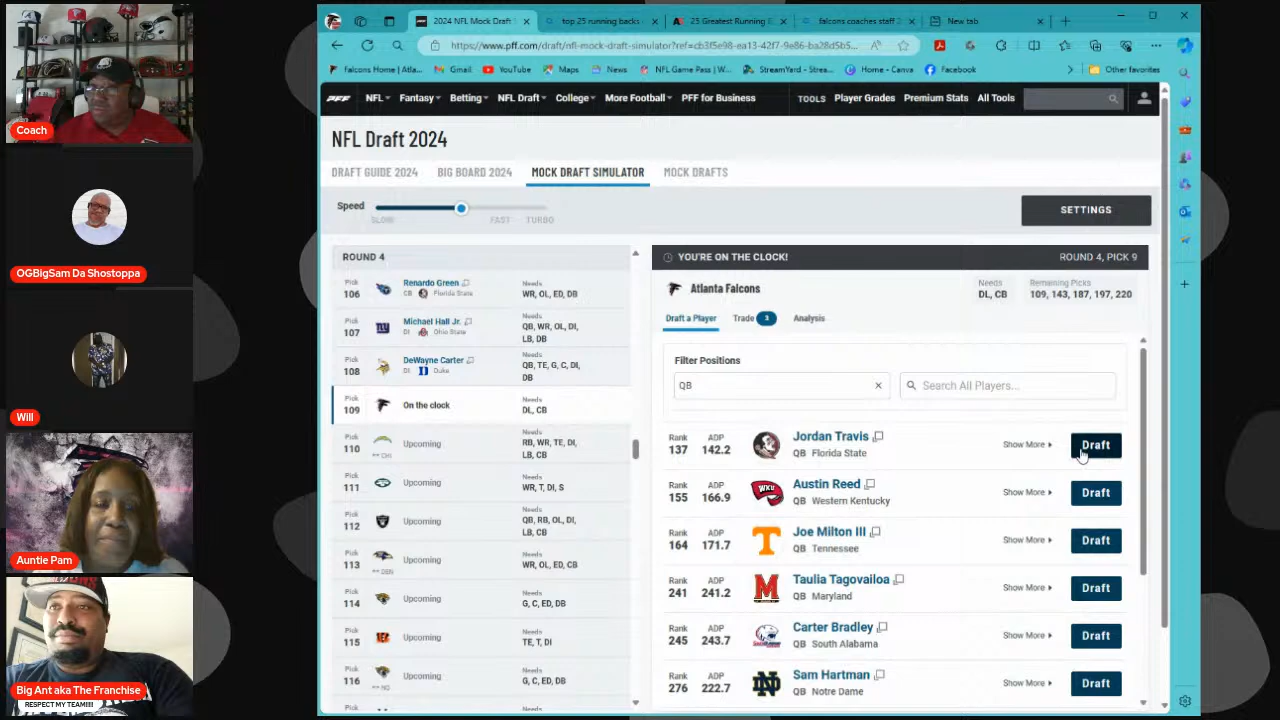 Coach
OGBigSam Da Shostoppa
Will
Auntie Pam
Big Ant aka The Franchise
RESPECT MY TEAM!!!!!
2024 NFL Mock Draft S
top 25 running backs
25 Greatest Running
falcons coaches staff 2
New tab
https://www.pff.com/draft/nfl-mock-draft-simulator?ref=cb3f5e98-ea13-42f7-9e86-ba28d5b5...
Falcons Home | Atla...
Gmail
YouTube
Maps
News
NFL Game Pass | W...
StreamYard - Strea...
Home - Canva
Facebook
Other favorites
PFF
NFL
Fantasy
Betting
NFL Draft
College
More Football
PFF for Business
TOOLS
Player Grades
Premium Stats
All Tools
NFL Draft 2024
DRAFT GUIDE 2024
BIG BOARD 2024
MOCK DRAFT SIMULATOR
MOCK DRAFTS
Speed
SLOW
FAST
TURBO
SETTINGS
ROUND 4
Pick
106
Renardo Green
CB Florida State
Needs
WR, OL, ED, DB
Pick
107
Michael Hall Jr.
DI Ohio State
Needs
QB, WR, OL, DI,
LB, DB
Pick
108
DeWayne Carter
DI Duke
Needs
QB, TE, G, C, DI,
DB
Pick
109
On the clock
Needs
DL, CB
Pick
110
Upcoming
Needs
RB, WR, TE, DI,
LB, CB
Pick
111
Upcoming
Needs
WR, T, DI, S
Pick
112
Upcoming
Needs
QB, RB, OL, DI,
LB, CB
Pick
113
DEN
Upcoming
Needs
WR, OL, ED, CB
Pick
114
Upcoming
Needs
G, C, ED, DB
Pick
115
Upcoming
Needs
TE, T, DI
Pick
116
NO
Upcoming
Needs
G, C, ED, DB
YOU'RE ON THE CLOCK!
ROUND 4, PICK 9
Atlanta Falcons
Needs
DL, CB
Remaining Picks
109, 143, 187, 197, 220
Draft a Player
Trade 3
Analysis
Filter Positions
QB
Search All Players...
Rank
137
ADP
142.2
Jordan Travis
QB Florida State
Show More
Draft
Rank
155
ADP
166.9
Austin Reed
QB Western Kentucky
Show More
Draft
Rank
164
ADP
171.7
Joe Milton III
QB Tennessee
Show More
Draft
Rank
241
ADP
241.2
Taulia Tagovailoa
QB Maryland
Show More
Draft
Rank
245
ADP
243.7
Carter Bradley
QB South Alabama
Show More
Draft
Rank
276
ADP
222.7
Sam Hartman
QB Notre Dame
Show More
Draft